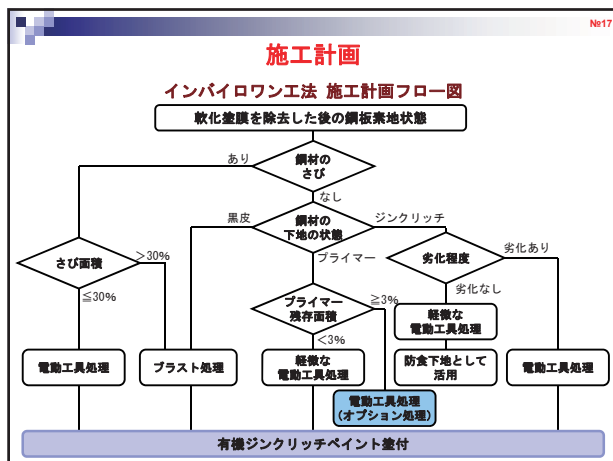 №17
施工計画
インバイロワン工法 施工計画フロー図
軟化塗膜を除去した後の鋼板素地状態
あり
鋼材の
さび
なし
黒皮
鋼材の
下地の状態
ジンクリッチ
プライマー
さび面積
>30%
≦30%
劣化程度
劣化あり
劣化なし
プライマー
残存面積
≧3%
<3%
軽微な
電動工具処理
電動工具処理
ブラスト処理
軽微な
電動工具処理
防食下地として
活用
電動工具処理
電動工具処理
(オプション処理)
有機ジンクリッチペイント塗付